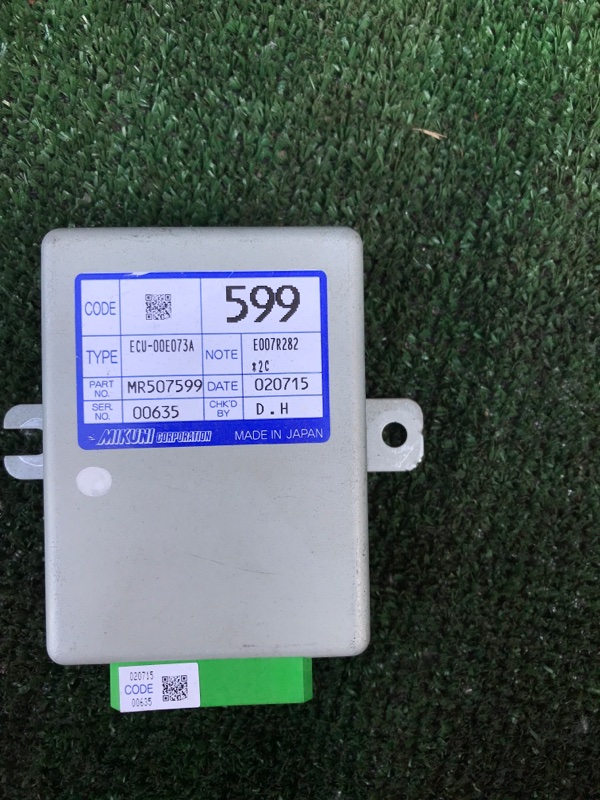 CODE 599
TYPE ECU-00E073A NOTE E007R282
*2C
PART NO. MR507599 DATE 020715
SER. NO. 00635 CHK'D BY D.H
MIKUNI CORPORATION MADE IN JAPAN
020715
CODE
00635